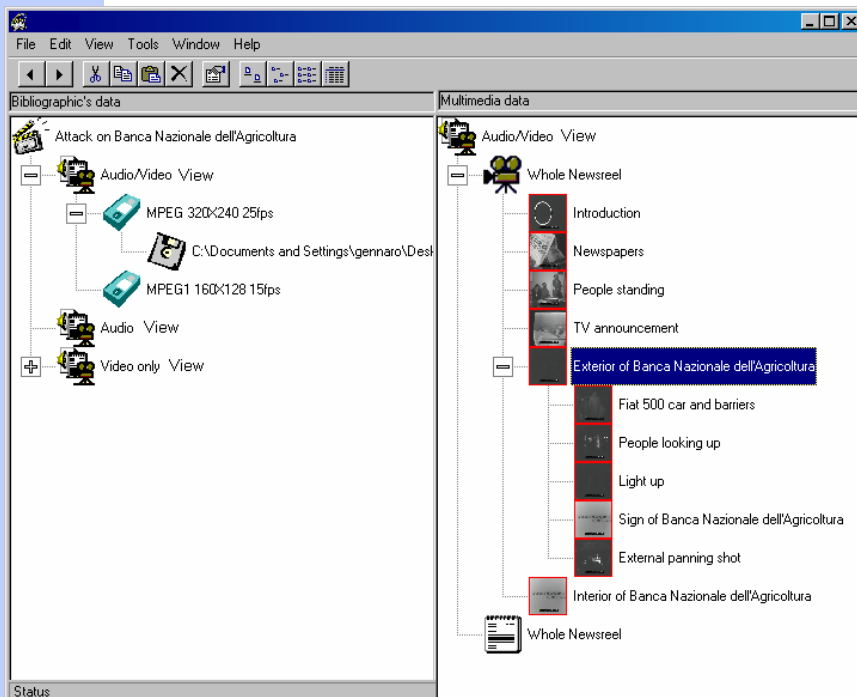 File Edit View Tools Window Help
Bibliographic's data
Attack on Banca Nazionale dell'Agricoltura
Audio/Video View
MPEG 320X240 25fps
C:\Documents and Settings\gennaro\Desk
MPEG1 160X128 15fps
Audio View
Video only View
Status
Multimedia data
Audio/Video View
Whole Newsreel
Introduction
Newspapers
People standing
TV announcement
Exterior of Banca Nazionale dell'Agricoltura
Fiat 500 car and barriers
People looking up
Light up
Sign of Banca Nazionale dell'Agricoltura
External panning shot
Interior of Banca Nazionale dell'Agricoltura
Whole Newsreel